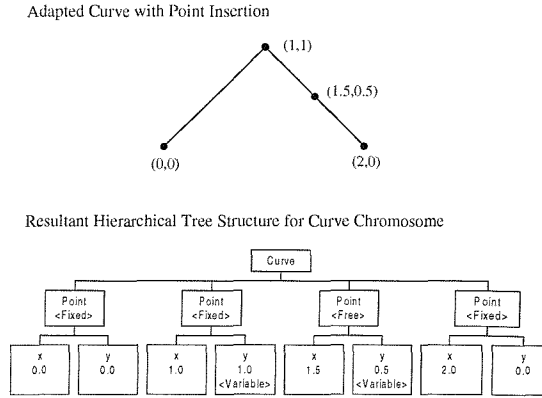 Adapted Curve with Point Insertion
(1,1)
(1.5,0.5)
(0,0)
(2,0)
Resultant Hierarchical Tree Structure for Curve Chromosome
Curve
Point
<Fixed>
Point
<Fixed>
Point
<Free>
Point
<Fixed>
x
0.0
y
0.0
x
1.0
y
1.0
<Variable>
x
1.5
y
0.5
<Variable>
x
2.0
y
0.0